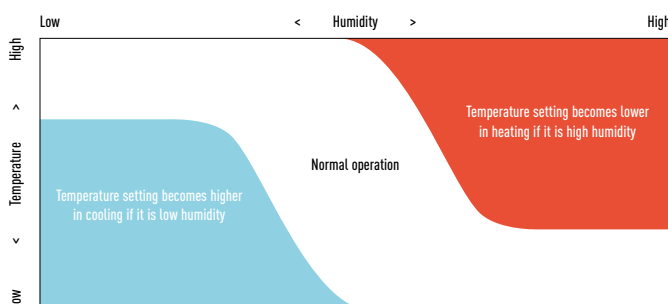 Low < Humidity > High
High
>
Temperature
<
Temperature setting becomes lower
in heating if it is high humidity
Normal operation
Temperature setting becomes higher
in cooling if it is low humidity